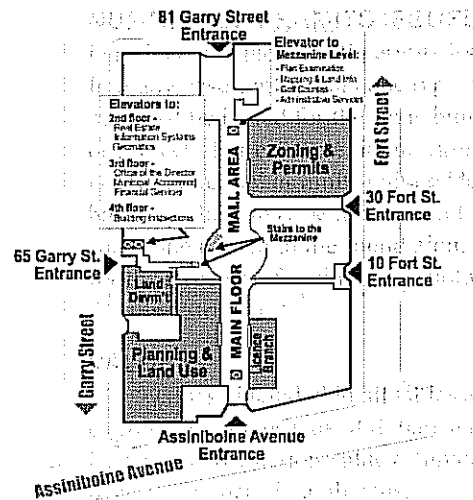 81 Garry Street
Entrance
Elevator to
Mezzanine Level:
- Plan Examination
- Mapping & Land Info
- Golf Courses
- Administrative Services
Elevators to:
2nd floor -
Real Estate
Information Systems
Geomatics
3rd floor -
Office of the Director
Municipal Accommod.
Financial Services
4th floor -
Building Inspections
Fort Street
Zoning &
Permits
MALL AREA
30 Fort St.
Entrance
Stairs to the
Mezzanine
65 Garry St.
Entrance
10 Fort St.
Entrance
Land
Devm't
MAIN FLOOR
Garry Street
Planning &
Land Use
Licence
Branch
Assiniboine Avenue
Entrance
Assiniboine Avenue